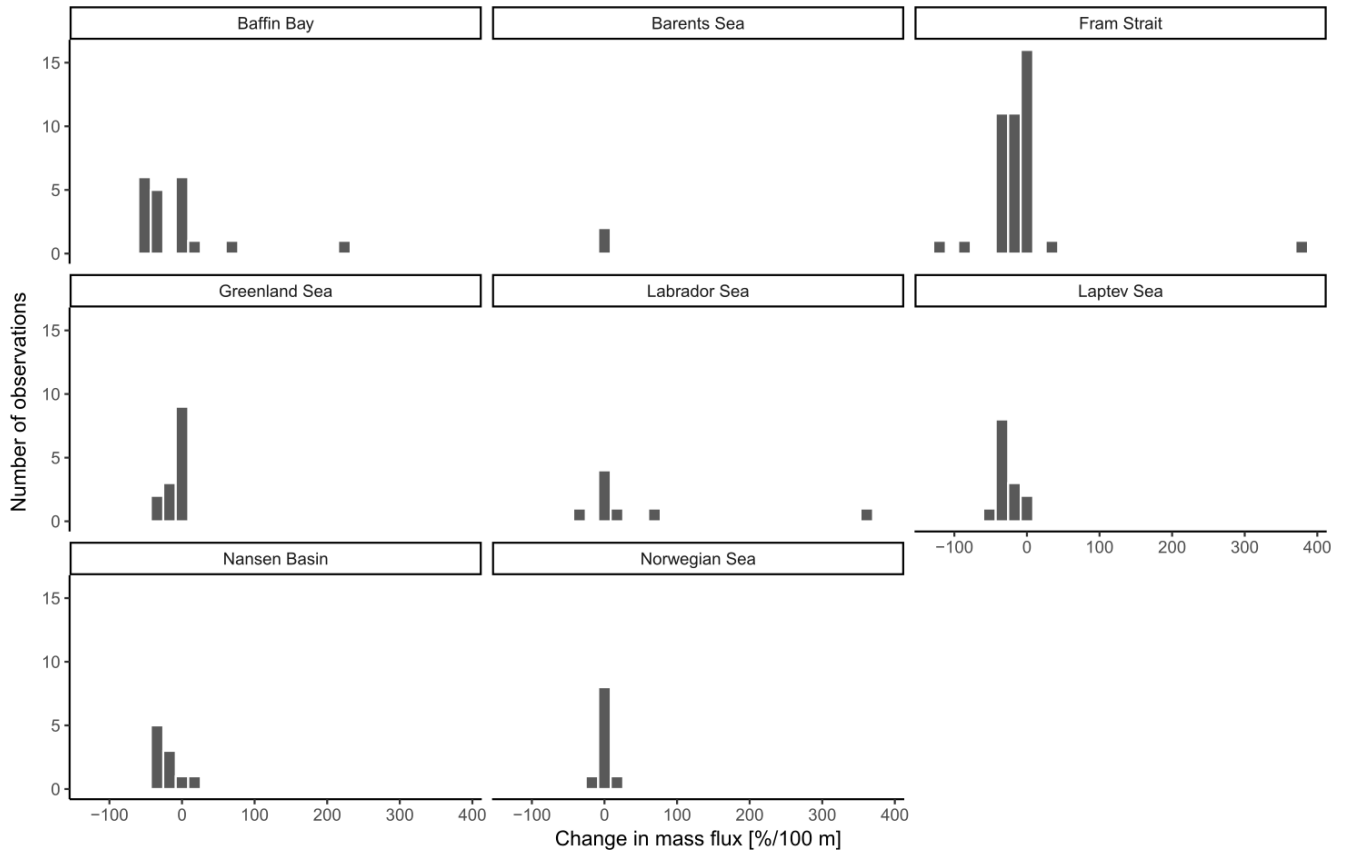 Baffin Bay
Barents Sea
Fram Strait
15
10
5
0
Greenland Sea
Labrador Sea
Laptev Sea
15
10
5
0
−100 0 100 200 300 400
Nansen Basin
Norwegian Sea
15
10
5
0
−100 0 100 200 300 400
−100 0 100 200 300 400
Number of observations
Change in mass flux [%/100 m]